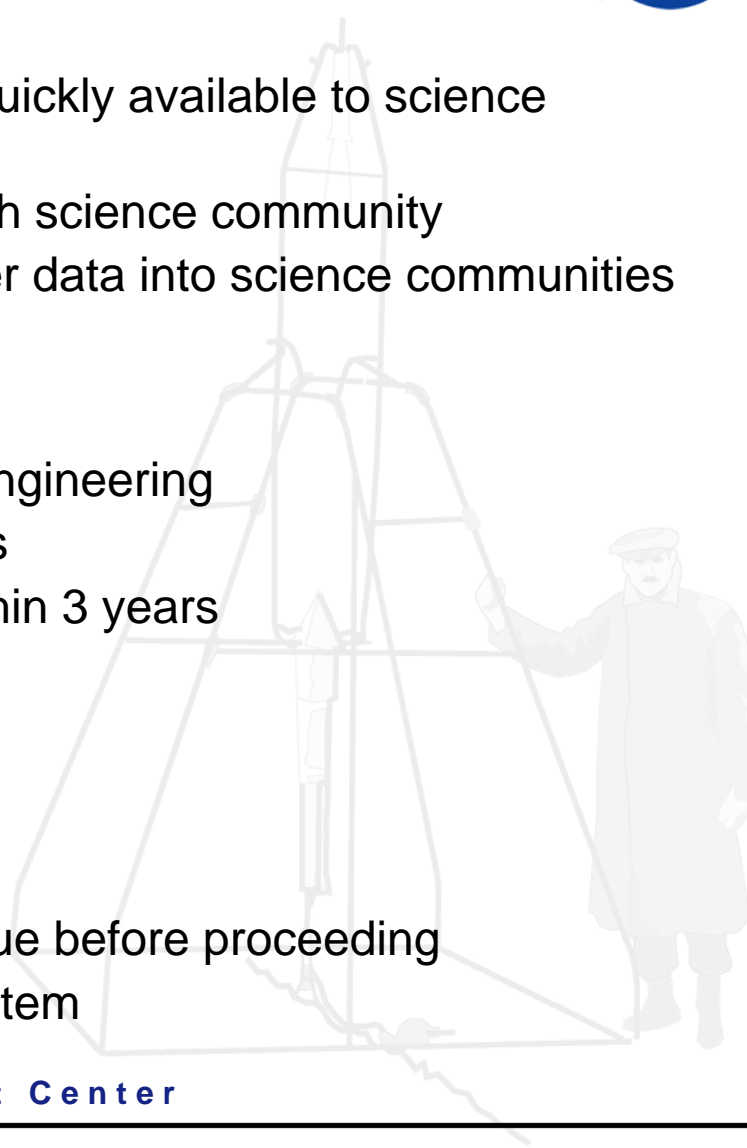 uickly available to science
h science community
er data into science communities
ngineering
s
hin 3 years
ue before proceeding
tem
Center